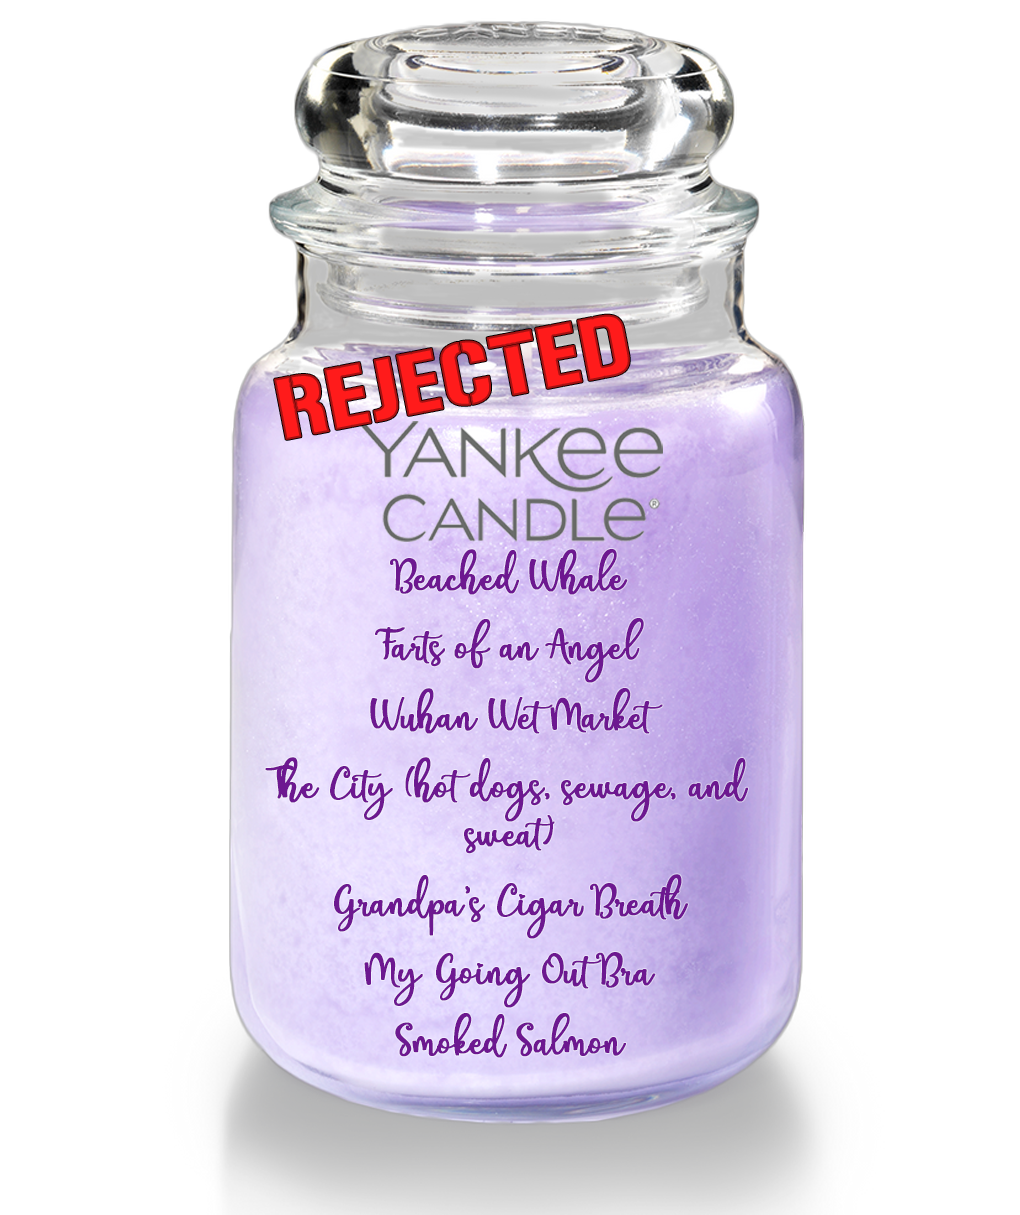 YANKEE
REJECTED
YANKEE
CANDLE®
Beached Whale
Farts of an Angel
Wuhan Wet Market
The City (hot dogs, sewage, and
sweat)
Grandpa's Cigar Breath
My Going Out Bra
Smoked Salmon